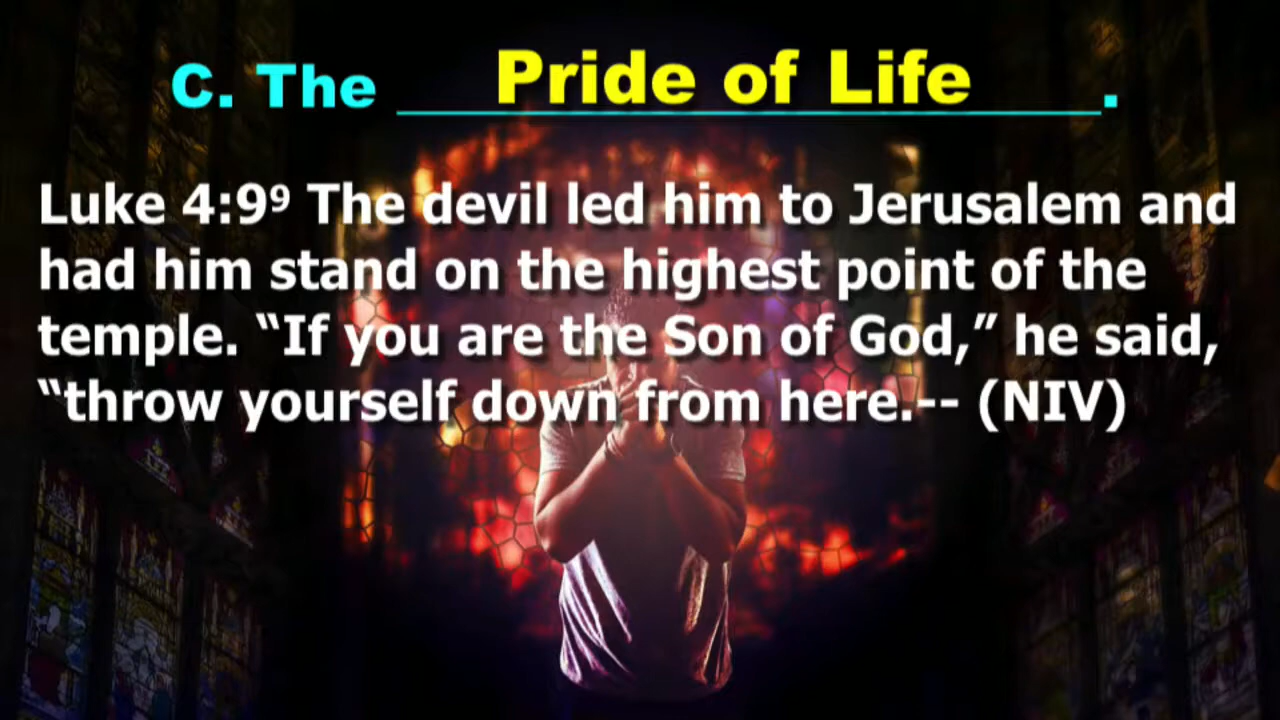 C. The Pride of Life.
Luke 4:9⁹ The devil led him to Jerusalem and
had him stand on the highest point of the
temple. “If you are the Son of God,” he said,
“throw yourself down from here.-- (NIV)